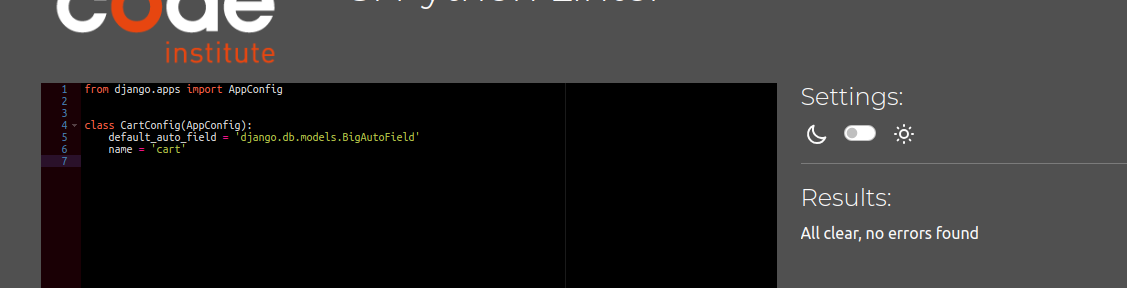 code
institute
Python Linter
1 from django.apps import AppConfig
2
3
4 class CartConfig(AppConfig):
5 default_auto_field = 'django.db.models.BigAutoField'
6 name = 'cart'
7
Settings:
Results:
All clear, no errors found